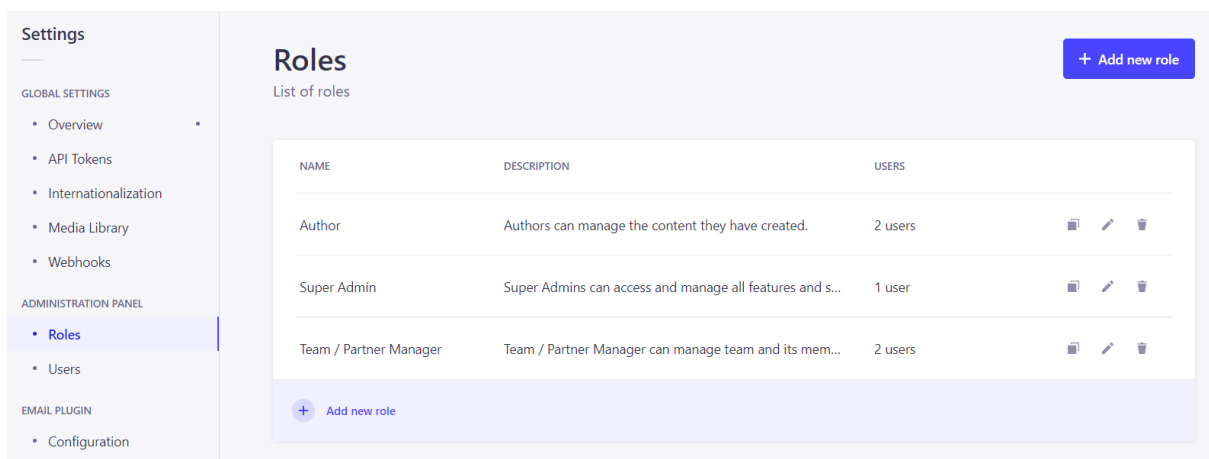 Settings
GLOBAL SETTINGS
• Overview
• API Tokens
• Internationalization
• Media Library
• Webhooks
ADMINISTRATION PANEL
• Roles
• Users
EMAIL PLUGIN
• Configuration
Roles
List of roles
+ Add new role
NAME DESCRIPTION USERS
Author Authors can manage the content they have created. 2 users
Super Admin Super Admins can access and manage all features and s... 1 user
Team / Partner Manager Team / Partner Manager can manage team and its mem... 2 users
+ Add new role